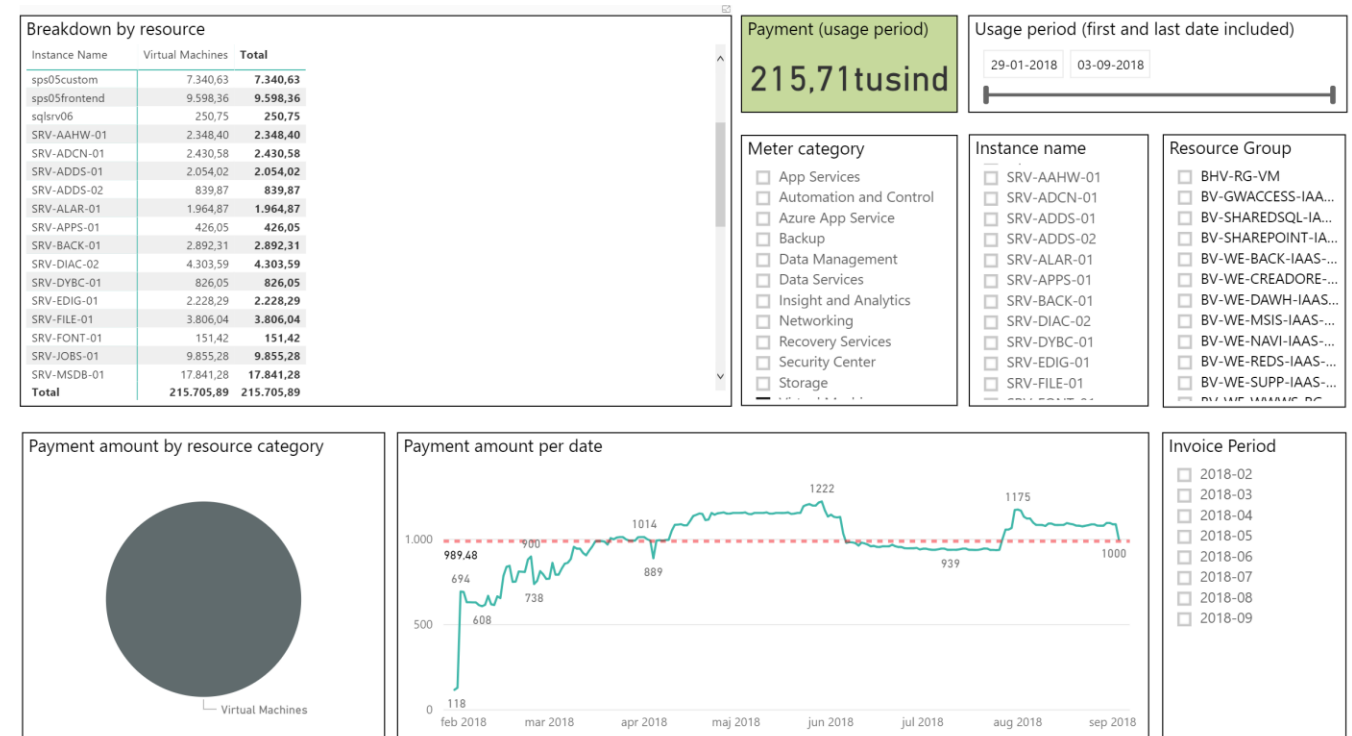 Breakdown by resource
Instance Name Virtual Machines Total
sps05custom 7.340,63 7.340,63
sps05frontend 9.598,36 9.598,36
sqlsrv06 250,75 250,75
SRV-AAHW-01 2.348,40 2.348,40
SRV-ADCN-01 2.430,58 2.430,58
SRV-ADDS-01 2.054,02 2.054,02
SRV-ADDS-02 839,87 839,87
SRV-ALAR-01 1.964,87 1.964,87
SRV-APPS-01 426,05 426,05
SRV-BACK-01 2.892,31 2.892,31
SRV-DIAC-02 4.303,59 4.303,59
SRV-DYBC-01 826,05 826,05
SRV-EDIG-01 2.228,29 2.228,29
SRV-FILE-01 3.806,04 3.806,04
SRV-FONT-01 151,42 151,42
SRV-JOBS-01 9.855,28 9.855,28
SRV-MSDB-01 17.841,28 17.841,28
Total 215.705,89 215.705,89
Payment (usage period)
215,71tusind
Usage period (first and last date included)
29-01-2018 03-09-2018
Meter category
App Services
Automation and Control
Azure App Service
Backup
Data Management
Data Services
Insight and Analytics
Networking
Recovery Services
Security Center
Storage
Instance name
SRV-AAHW-01
SRV-ADCN-01
SRV-ADDS-01
SRV-ADDS-02
SRV-ALAR-01
SRV-APPS-01
SRV-BACK-01
SRV-DIAC-02
SRV-DYBC-01
SRV-EDIG-01
SRV-FILE-01
Resource Group
BHV-RG-VM
BV-GWACCESS-IAA...
BV-SHAREDSQL-IA...
BV-SHAREPOINT-IA...
BV-WE-BACK-IAAS-...
BV-WE-CREADORE-...
BV-WE-DAWH-IAAS...
BV-WE-MSIS-IAAS-...
BV-WE-NAVI-IAAS-...
BV-WE-REDS-IAAS-...
BV-WE-SUPP-IAAS-...
Payment amount by resource category
Virtual Machines
Payment amount per date
1222
1175
1014
1.000
900
989,48
1000
889
939
694
738
608
500
118
0
feb 2018 mar 2018 apr 2018 maj 2018 jun 2018 jul 2018 aug 2018 sep 2018
Invoice Period
2018-02
2018-03
2018-04
2018-05
2018-06
2018-07
2018-08
2018-09